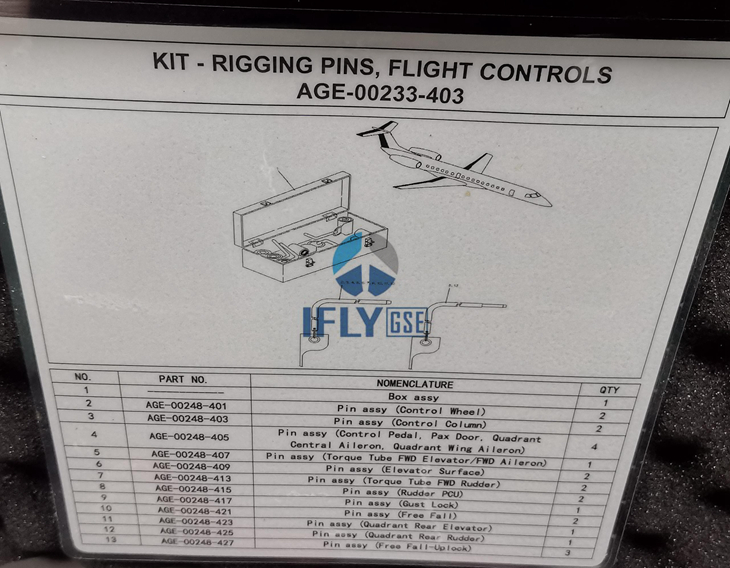 KIT - RIGGING PINS, FLIGHT CONTROLS
AGE-00233-403
IFLY GSE
NO. PART NO. NOMENCLATURE QTY
1 Box assy 1
2 AGE-00248-401 Pin assy (Control Wheel) 2
3 AGE-00248-403 Pin assy (Control Column) 2
4 AGE-00248-405 Pin assy (Control Pedal, Pax Door, Quadrant
Central Aileron, Quadrant Wing Aileron) 4
5 AGE-00248-407 Pin assy (Torque Tube FWD Elevator/FWD Aileron) 1
6 AGE-00248-409 Pin assy (Elevator Surface) 2
7 AGE-00248-413 Pin assy (Torque Tube FWD Rudder) 2
8 AGE-00248-415 Pin assy (Rudder PCU) 2
9 AGE-00248-417 Pin assy (Gust Lock) 1
10 AGE-00248-421 Pin assy (Free Fall) 2
11 AGE-00248-423 Pin assy (Quadrant Rear Elevator) 1
12 AGE-00248-425 Pin assy (Quadrant Rear Rudder) 1
13 AGE-00248-427 Pin assy (Free Fall-Uplock) 3